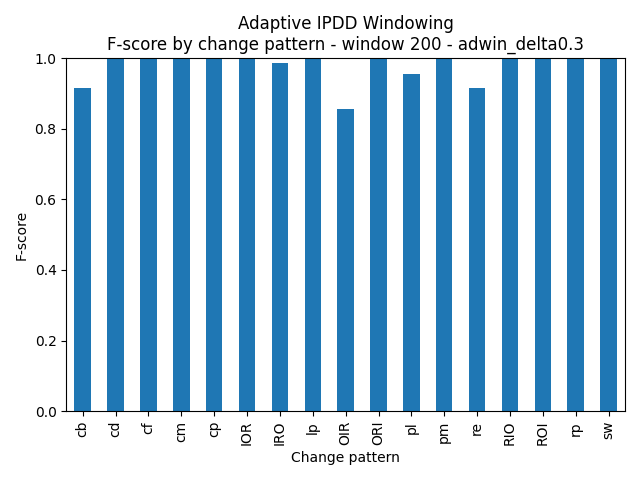 Adaptive IPDD Windowing
F-score by change pattern - window 200 - adwin_delta0.3
1.0
0.8
0.6
0.4
0.2
0.0
F-score
cb
cd
cf
cm
cp
IOR
IRO
lp
OIR
ORI
pl
pm
re
RIO
ROI
rp
sw
Change pattern